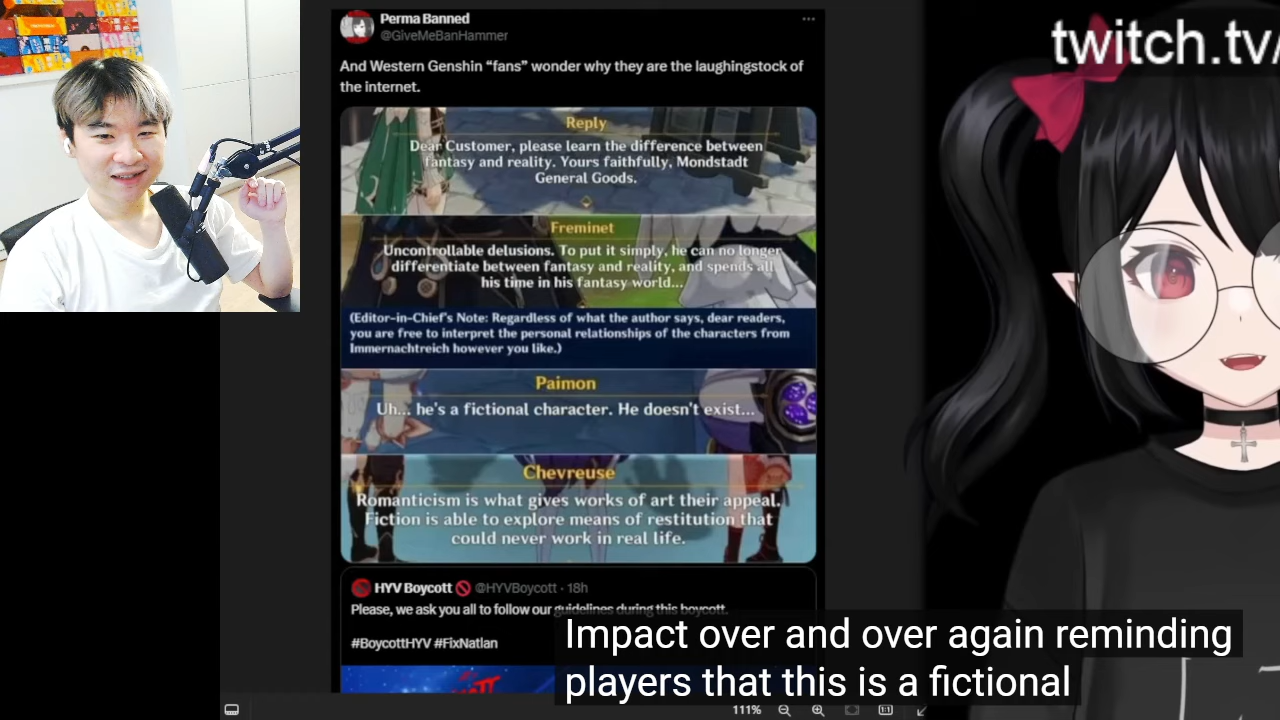 Perma Banned
@GiveMeBanHammer
twitch.tv/
And Western Genshin “fans” wonder why they are the laughingstock of
the internet.
Reply
Dear Customer, please learn the difference between
fantasy and reality. Yours faithfully, Mondstadt
General Goods.
Freminet
Uncontrollable delusions. To put it simply, he can no longer
differentiate between fantasy and reality, and spends all
his time in his fantasy world...
(Editor-in-Chief's Note: Regardless of what the author says, dear readers,
you are free to interpret the personal relationships of the characters from
Immernachtreich however you like.)
Paimon
Uh... he's a fictional character. He doesn't exist...
Chevreuse
Romanticism is what gives works of art their appeal.
Fiction is able to explore means of restitution that
could never work in real life.
HYV Boycott @HYVBoycott · 18h
Please, we ask you all to follow our guidelines during this boycott.
#BoycottHYV #FixNatlan
Impact over and over again reminding
players that this is a fictional
111%
1:1